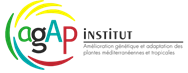 agAP INSTITUT
Amélioration génétique et adaptation des
plantes méditerranéennes et tropicales